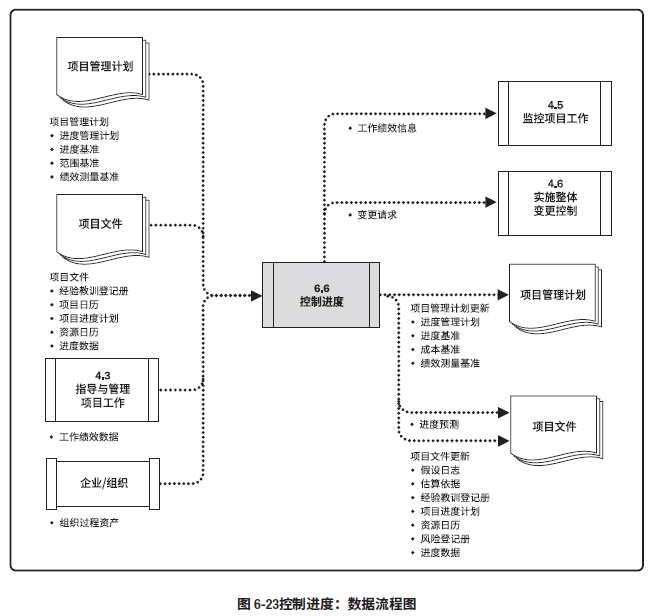 项目管理计划
项目管理计划
• 进度管理计划
• 进度基准
• 范围基准
• 绩效测量基准
项目文件
项目文件
• 经验教训登记册
• 项目日历
• 项目进度计划
• 资源日历
• 进度数据
4.3
指导与管理
项目工作
• 工作绩效数据
企业/组织
• 组织过程资产
6.6
控制进度
• 工作绩效信息
4.5
监控项目工作
• 变更请求
4.6
实施整体
变更控制
项目管理计划
项目管理计划更新
• 进度管理计划
• 进度基准
• 成本基准
• 绩效测量基准
• 进度预测
项目文件
项目文件更新
• 假设日志
• 估算依据
• 经验教训登记册
• 项目进度计划
• 资源日历
• 风险登记册
• 进度数据
图 6-23控制进度：数据流程图